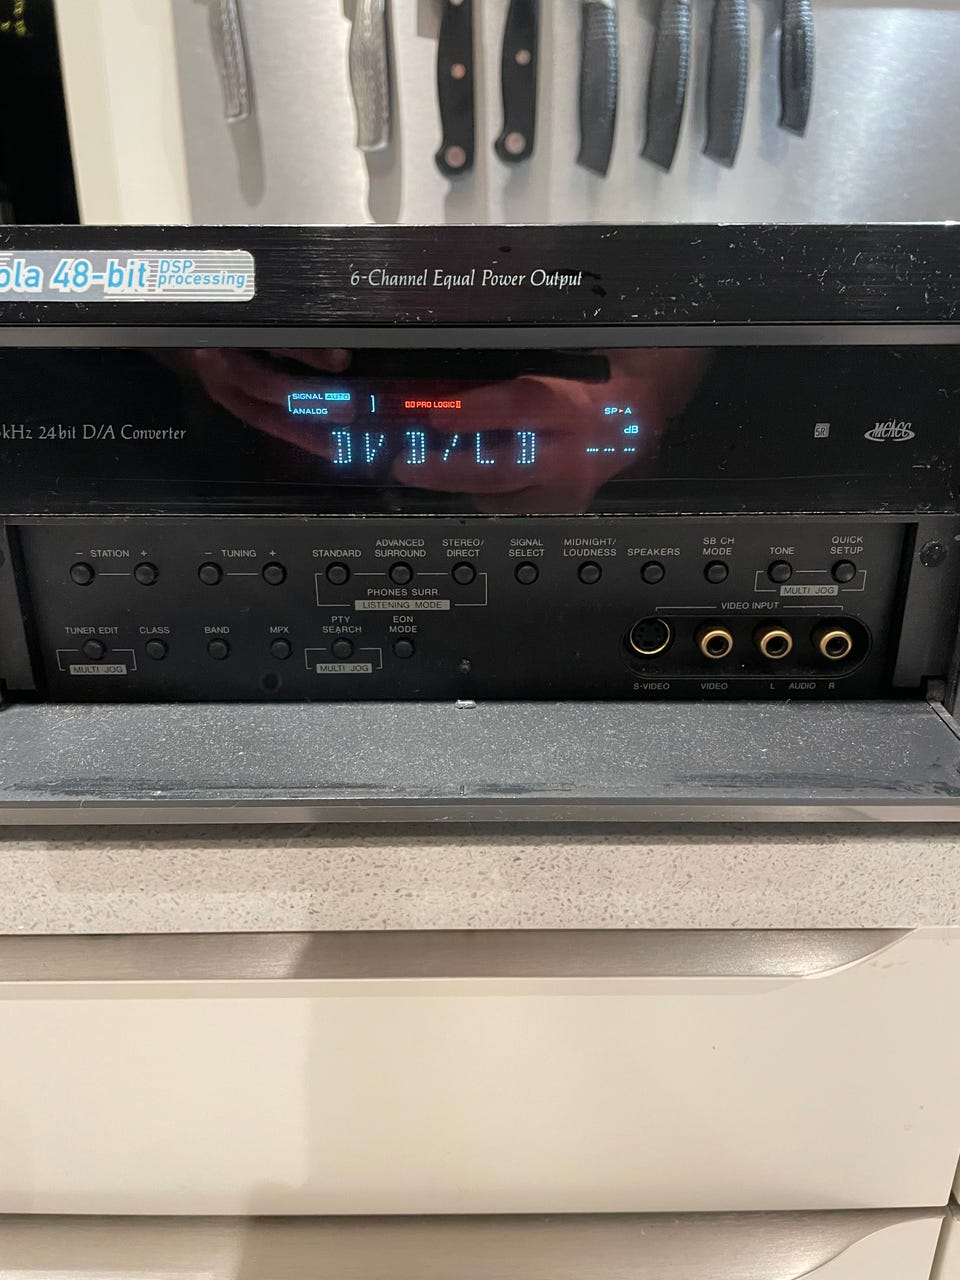 ola 48-bit DSP processing
6-Channel Equal Power Output
SIGNAL AUTO
ANALOG
PRO LOGIC II
SP►A
dB
DVD/LD
--- 
kHz 24bit D/A Converter
SR
MCACC
− STATION +
− TUNING +
STANDARD
ADVANCED SURROUND
STEREO/ DIRECT
SIGNAL SELECT
MIDNIGHT/ LOUDNESS
SPEAKERS
SB CH MODE
TONE
QUICK SETUP
PHONES SURR.
LISTENING MODE
MULTI JOG
VIDEO INPUT
TUNER EDIT
CLASS
BAND
MPX
PTY SEARCH
EON MODE
MULTI JOG
MULTI JOG
S-VIDEO
VIDEO
L AUDIO R